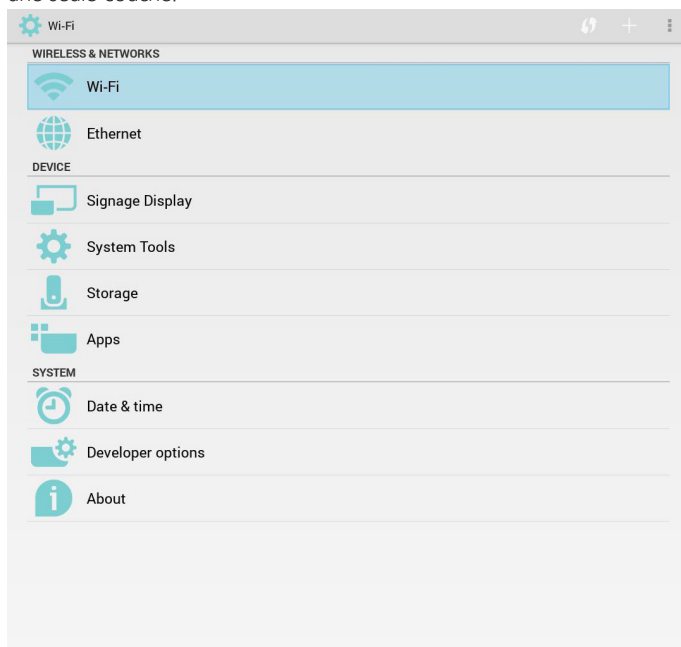 Wi-Fi
WIRELESS & NETWORKS
Wi-Fi
Ethernet
DEVICE
Signage Display
System Tools
Storage
Apps
SYSTEM
Date & time
Developer options
About